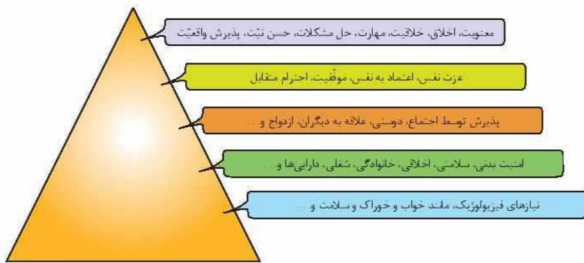 معنویت، اخلاق، خلاقیت، مهارت، حل مشکلات، حسن نیّت، پذیرش واقعیّت
عزت نفس، اعتماد به نفس، موفّقیت، احترام متقابل
پذیرش توسط اجتماع، دوستی، علاقه به دیگران، ازدواج و . . .
امنیت بدنی، سلامتی، اخلاقی، خانوادگی، شغلی، دارایی‌ها و . . .
نیازهای فیزیولوژیک، مانند خواب و خوراک و سلامت و . . .